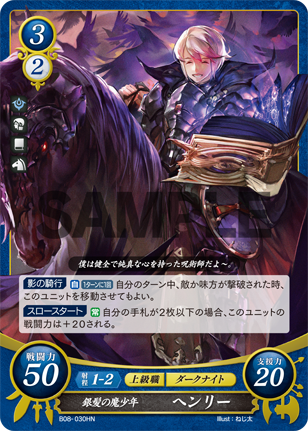 3
2
SAMPLE
僕は健全で純真な心を持った呪術師だよ～。
影の騎行 自 1ターンに1回 自分のターン中、敵か味方が撃破された時、
このユニットを移動させてもよい。
スロースタート 常 自分の手札が2枚以下の場合、このユニットの
戦闘力は＋20される。
戦闘力 50
射程 1-2 上級職 ダークナイト
支援力 20
銀髪の魔少年 ヘンリー
B08-030HN Illust：ねじ太